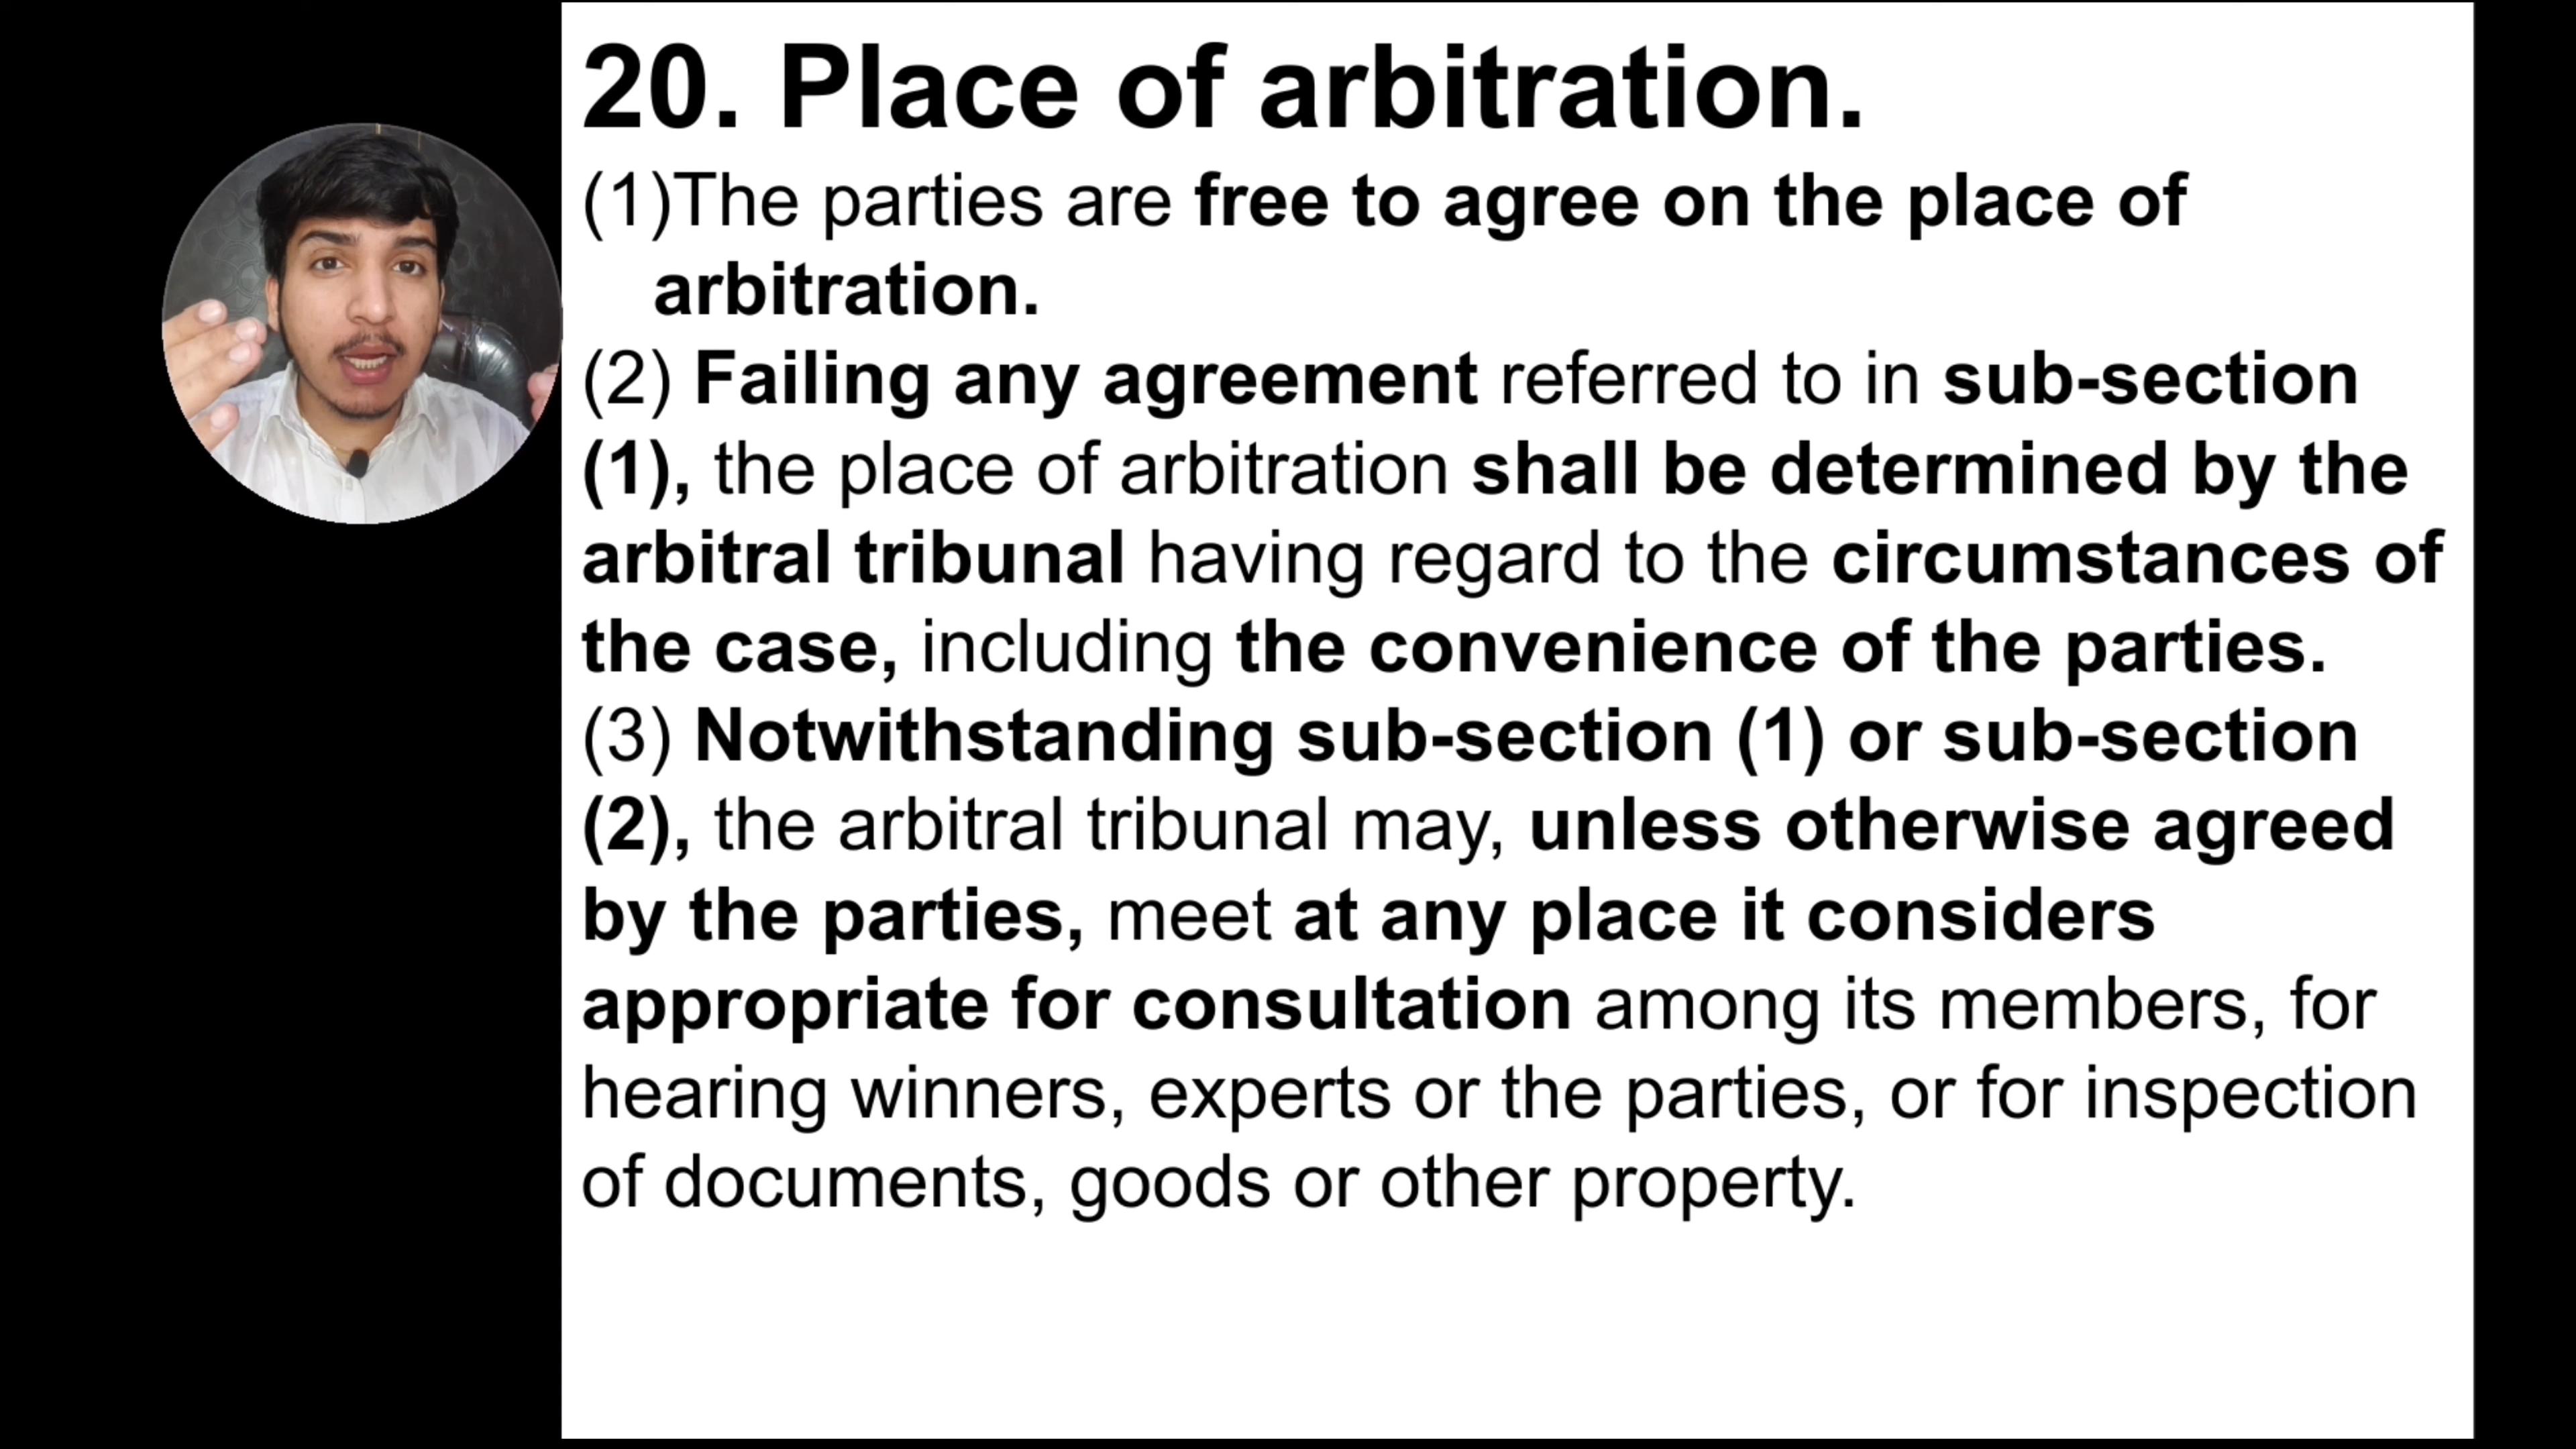 20. Place of arbitration.
(1)The parties are free to agree on the place of
arbitration.
(2) Failing any agreement referred to in sub-section
(1), the place of arbitration shall be determined by the
arbitral tribunal having regard to the circumstances of
the case, including the convenience of the parties.
(3) Notwithstanding sub-section (1) or sub-section
(2), the arbitral tribunal may, unless otherwise agreed
by the parties, meet at any place it considers
appropriate for consultation among its members, for
hearing winners, experts or the parties, or for inspection
of documents, goods or other property.